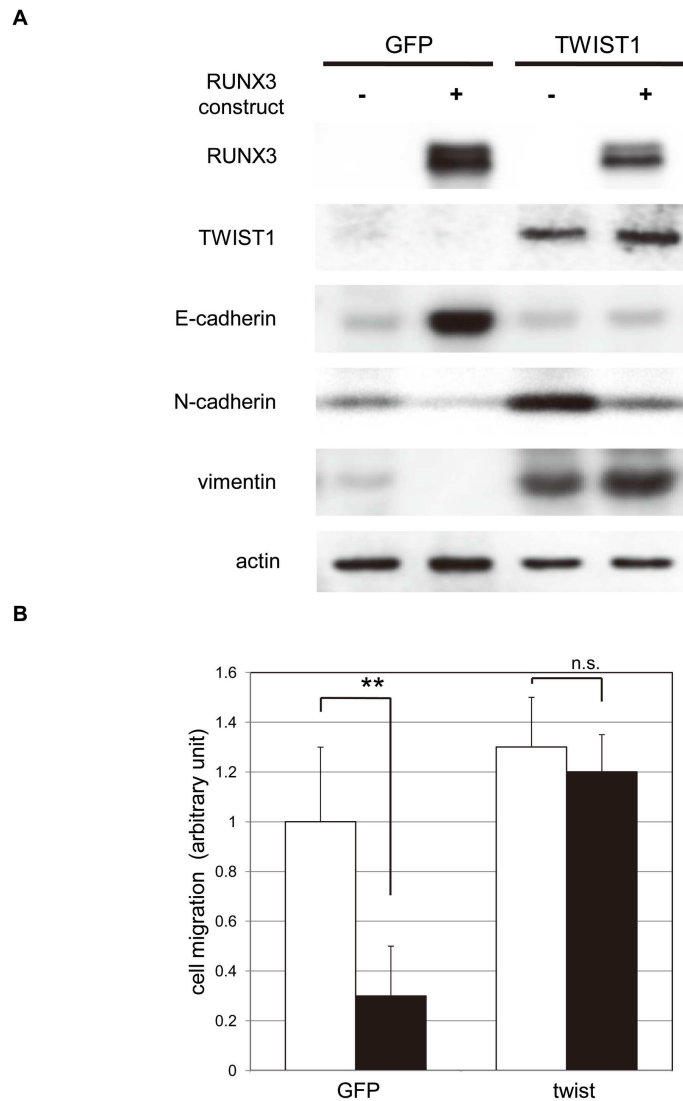 A
GFP TWIST1
RUNX3
construct
- + - +
RUNX3
TWIST1
E-cadherin
N-cadherin
vimentin
actin
B
cell migration (arbitrary unit)
1.6
1.4
1.2
1
0.8
0.6
0.4
0.2
0
**
n.s.
GFP twist